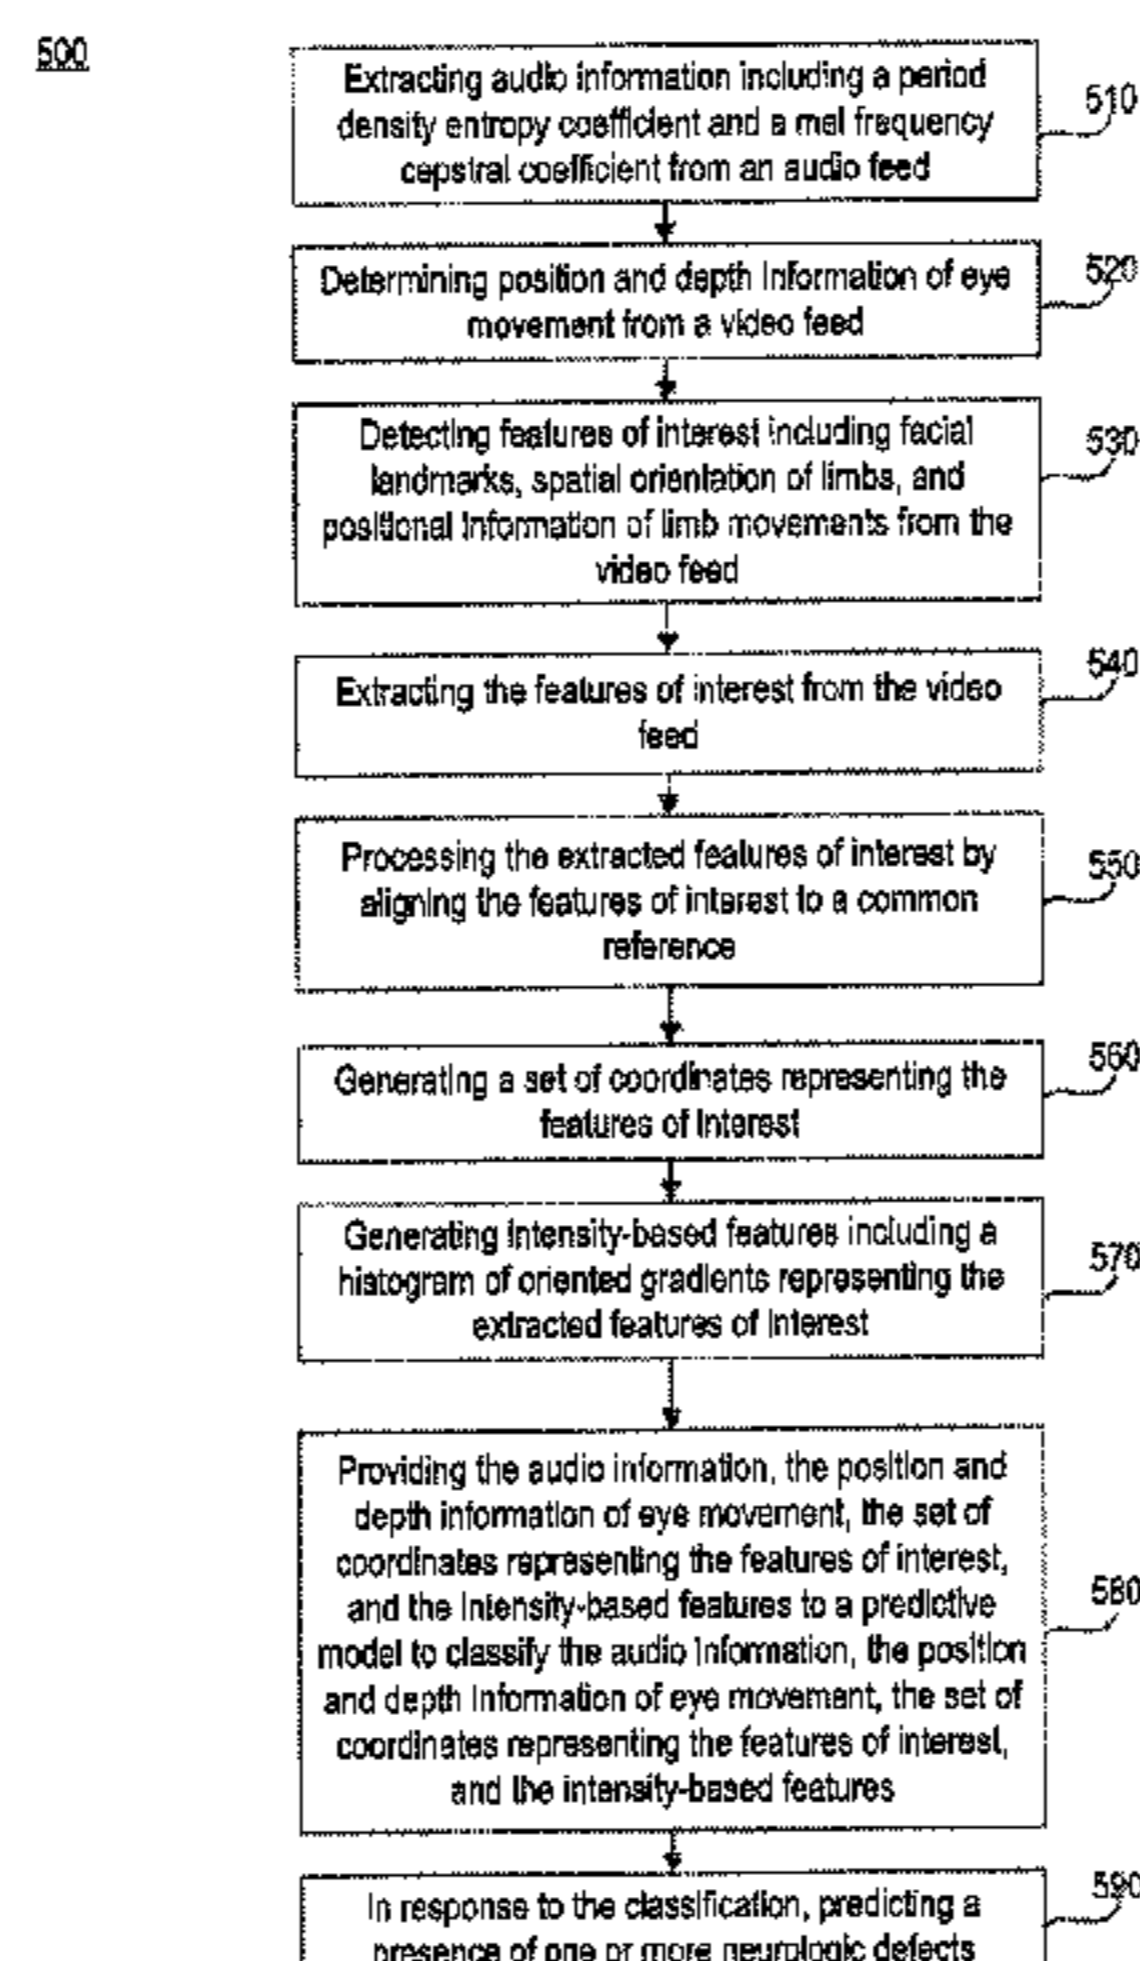 500
Extracting audio information including a period
density entropy coefficient and a mel frequency
cepstral coefficient from an audio feed
510
Determining position and depth information of eye
movement from a video feed
520
Detecting features of interest including facial
landmarks, spatial orientation of limbs, and
positional information of limb movements from the
video feed
530
Extracting the features of interest from the video
feed
540
Processing the extracted features of interest by
aligning the features of interest to a common
reference
550
Generating a set of coordinates representing the
features of interest
560
Generating intensity-based features including a
histogram of oriented gradients representing the
extracted features of interest
570
Providing the audio information, the position and
depth information of eye movement, the set of
coordinates representing the features of interest,
and the intensity-based features to a predictive
model to classify the audio information, the position
and depth information of eye movement, the set of
coordinates representing the features of interest,
and the intensity-based features
580
In response to the classification, predicting a
presence of one or more neurologic defects
590